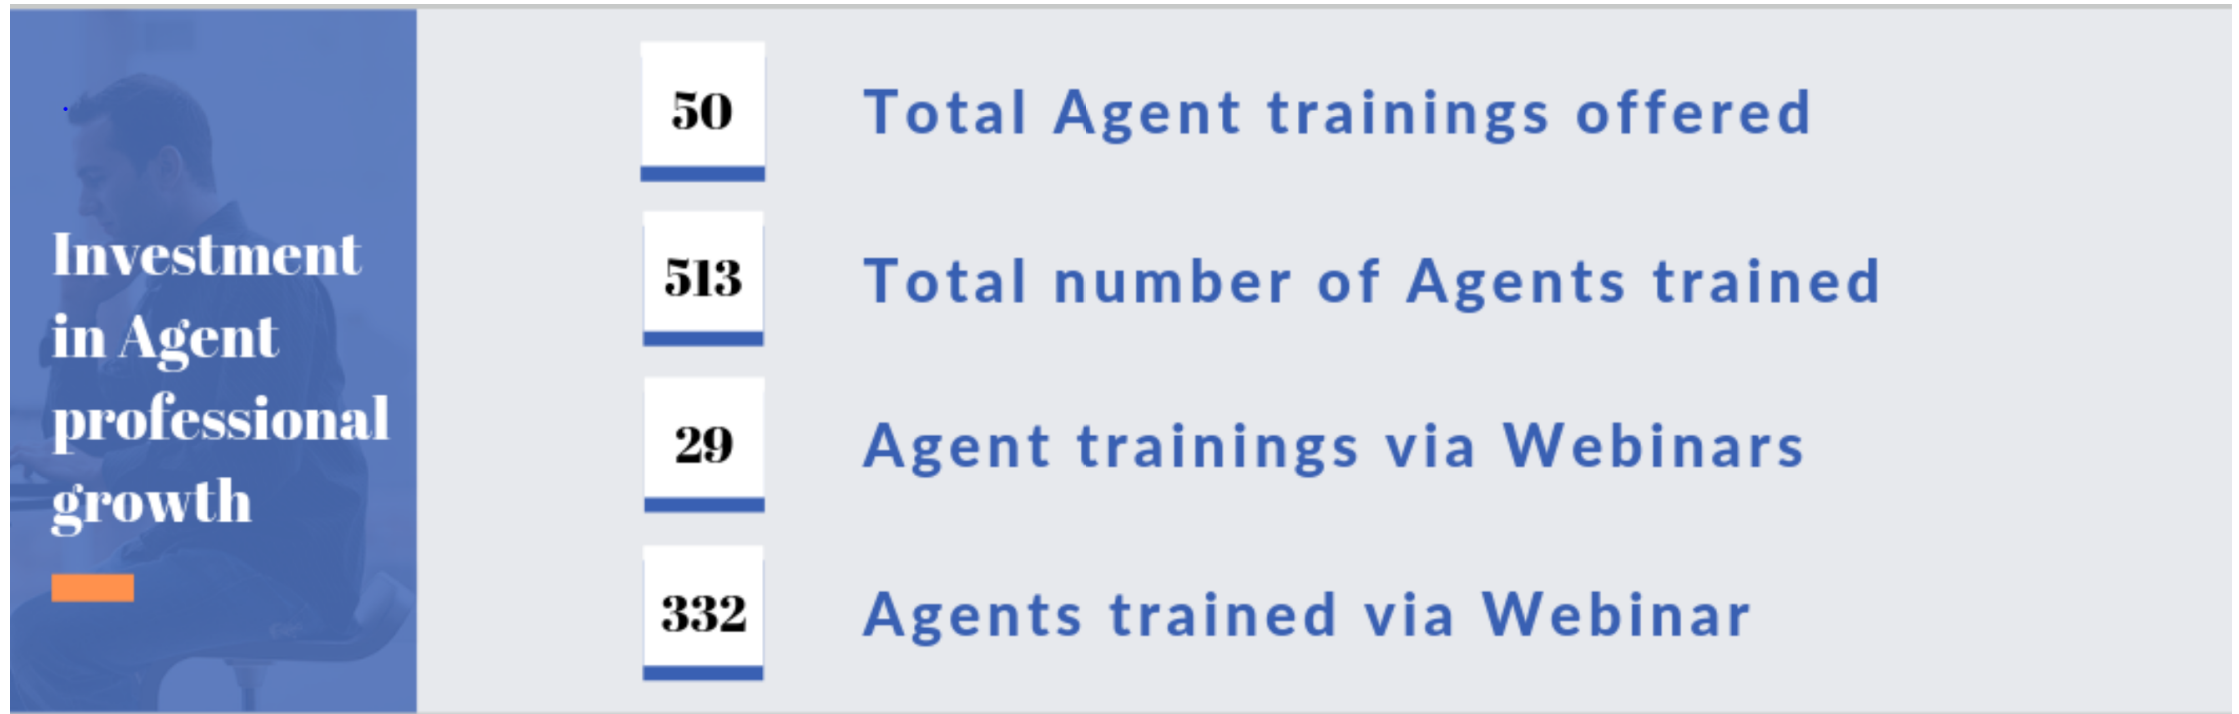 Investment
in Agent
professional
growth
50 Total Agent trainings offered
513 Total number of Agents trained
29 Agent trainings via Webinars
332 Agents trained via Webinar